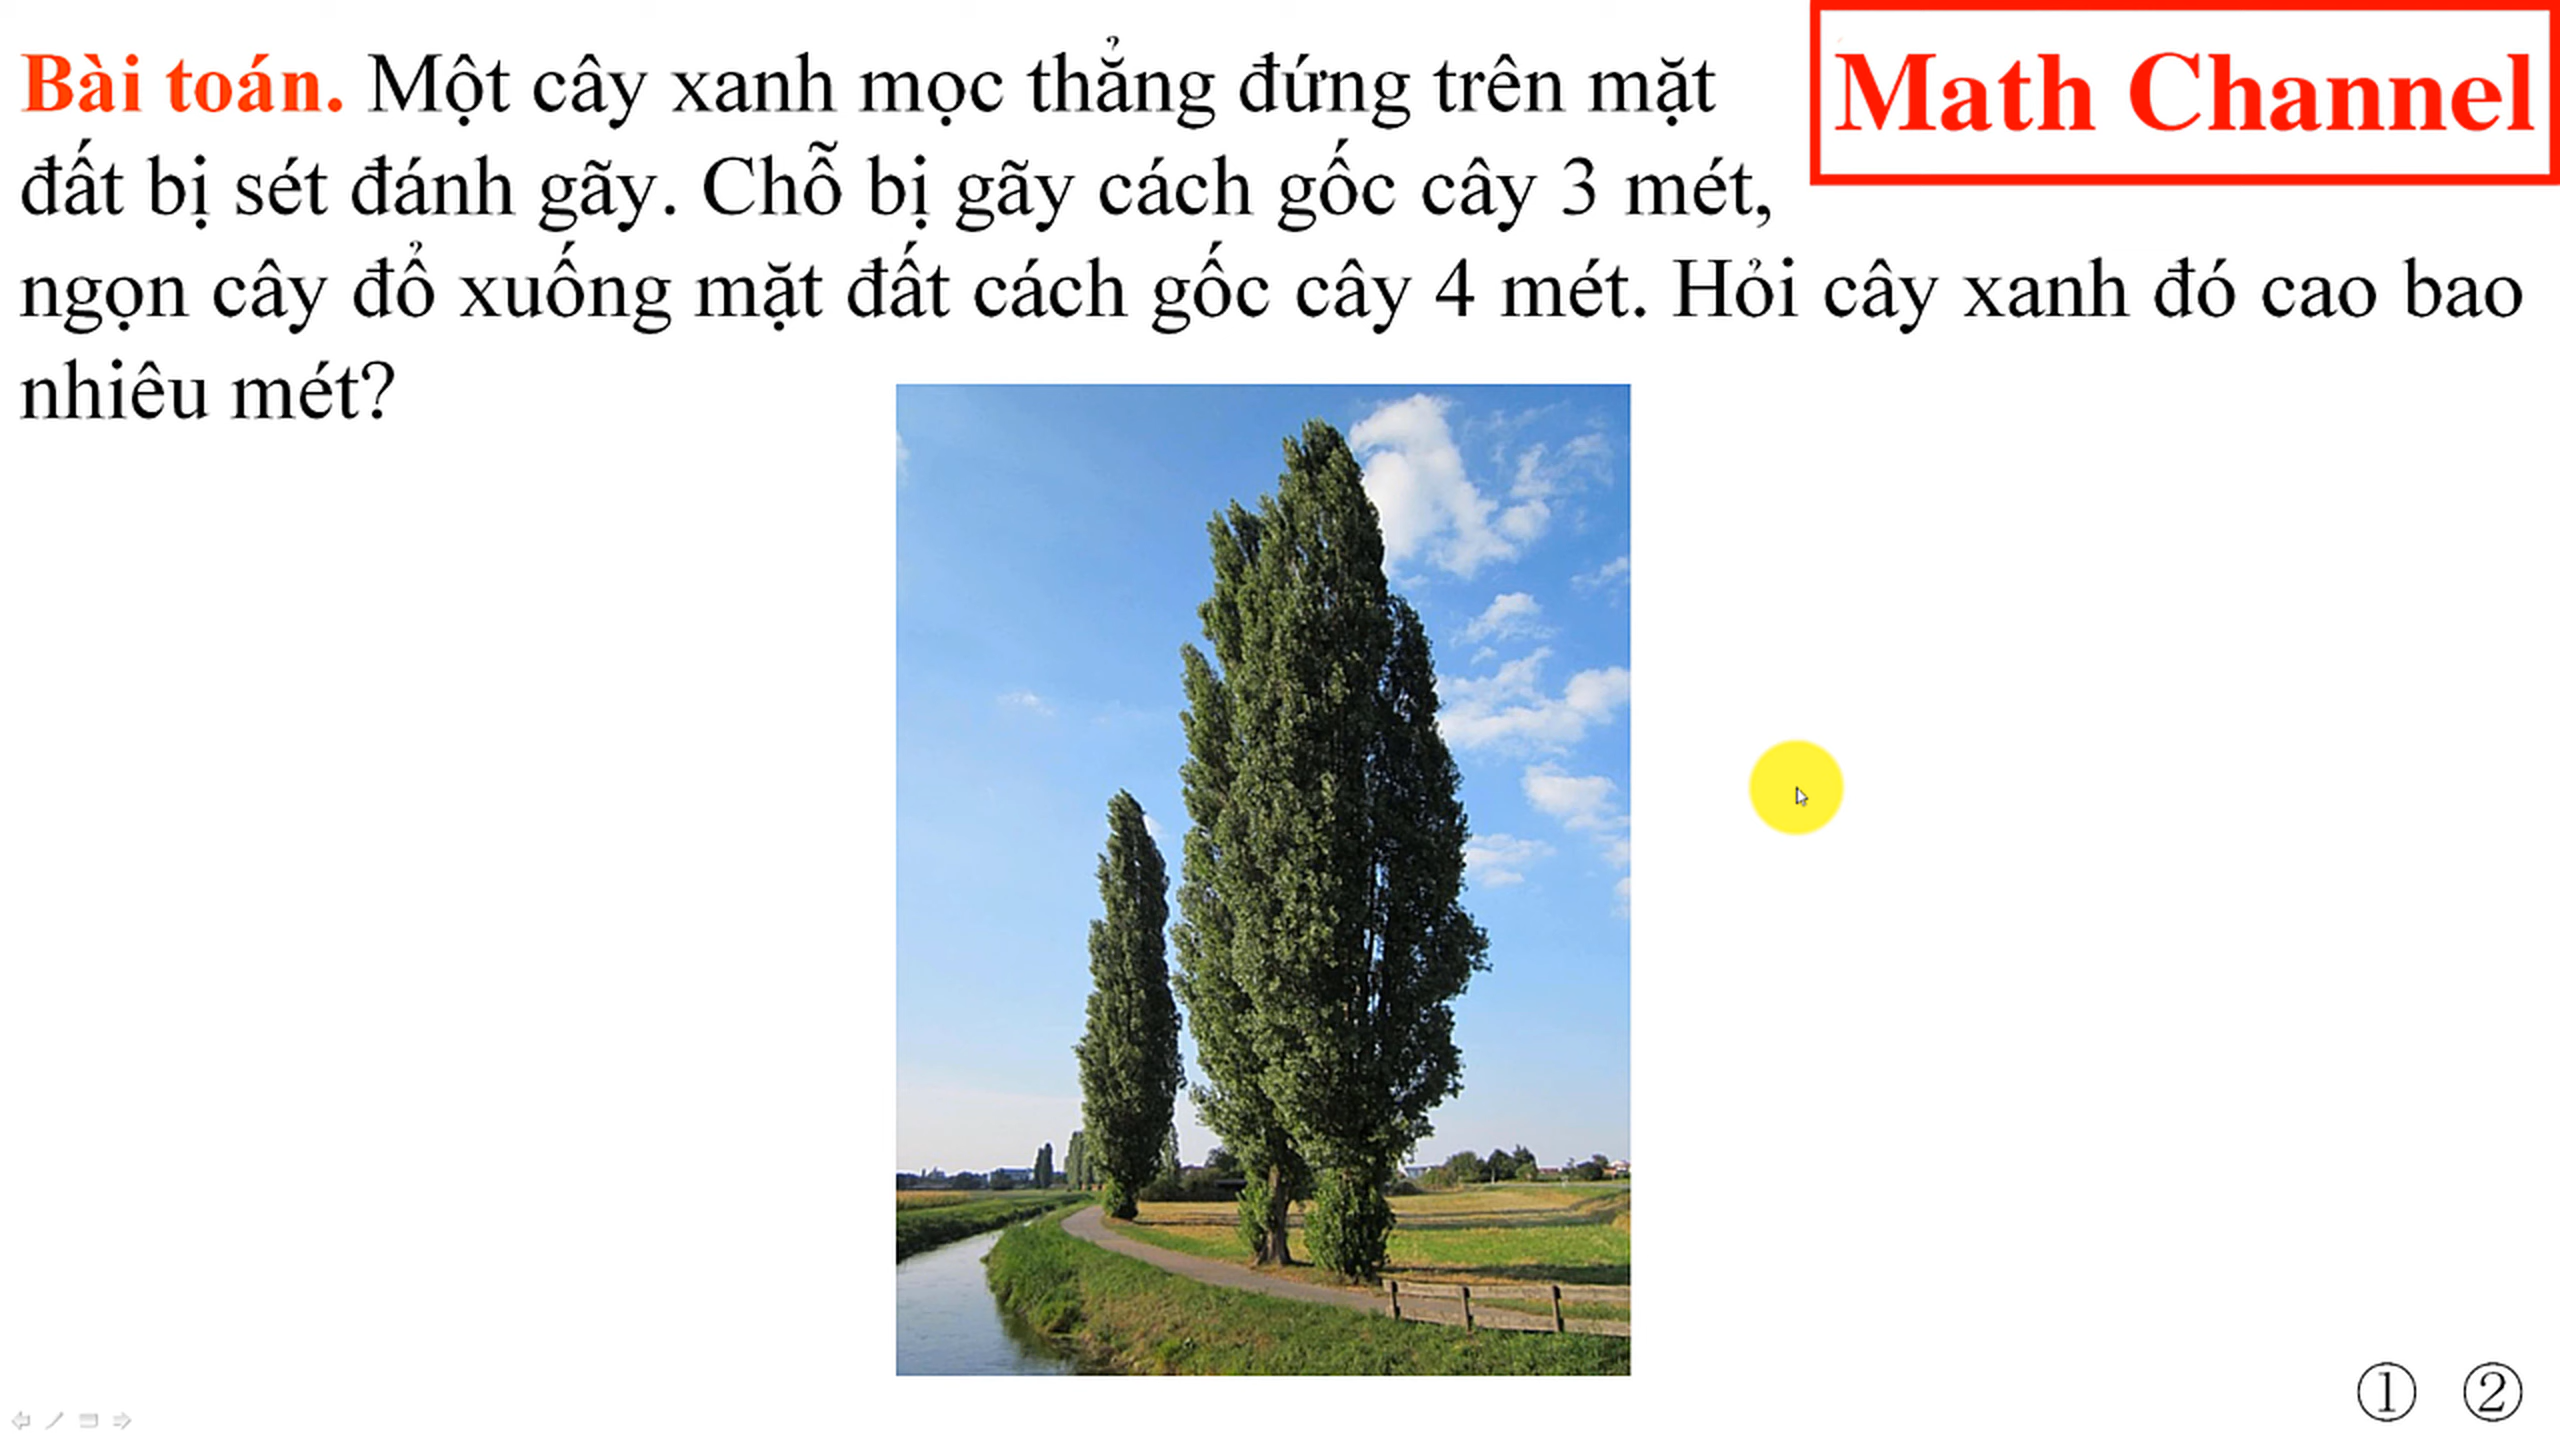 Bài toán. Một cây xanh mọc thẳng đứng trên mặt
Math Channel
đất bị sét đánh gãy. Chỗ bị gãy cách gốc cây 3 mét,
ngọn cây đổ xuống mặt đất cách gốc cây 4 mét. Hỏi cây xanh đó cao bao
nhiêu mét?
① ②